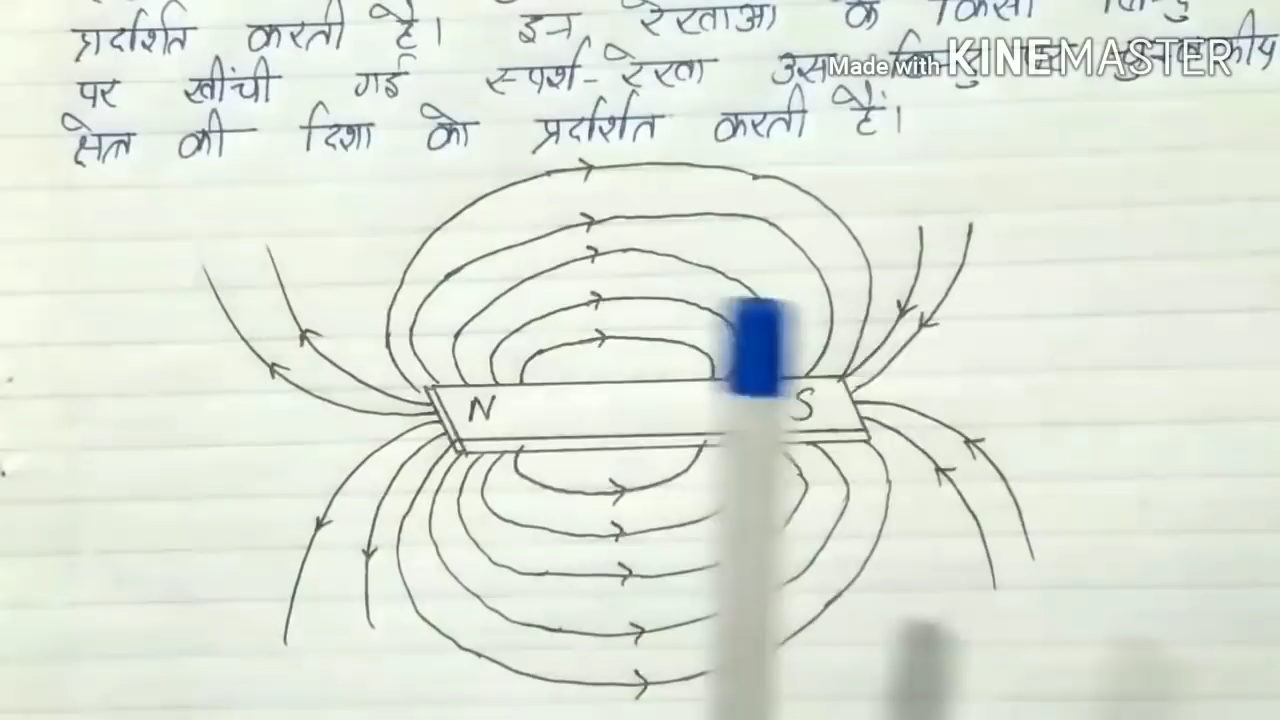 प्रदर्शित करती है। इन रेखाओं के किसी
पर खींची गई स्पर्श-रेखा उस
क्षेत्र की दिशा को प्रदर्शित करती हैं।
Made with KINEMASTER
N S